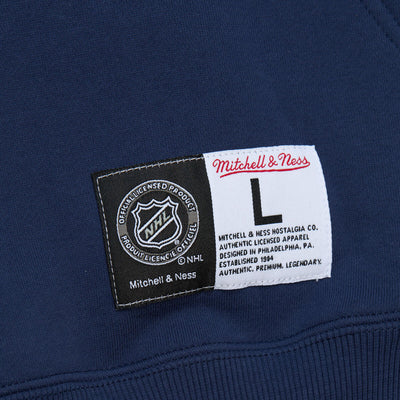 OFFICIAL LICENSED PRODUCT
NHL
PRODUIT LICENCIÉ OFFICIEL
© NHL
Mitchell & Ness
Mitchell & Ness
L
MITCHELL & NESS NOSTALGIA CO.
AUTHENTIC LICENSED APPAREL
DESIGNED IN PHILADELPHIA, PA.
ESTABLISHED 1904
AUTHENTIC. PREMIUM. LEGENDARY.